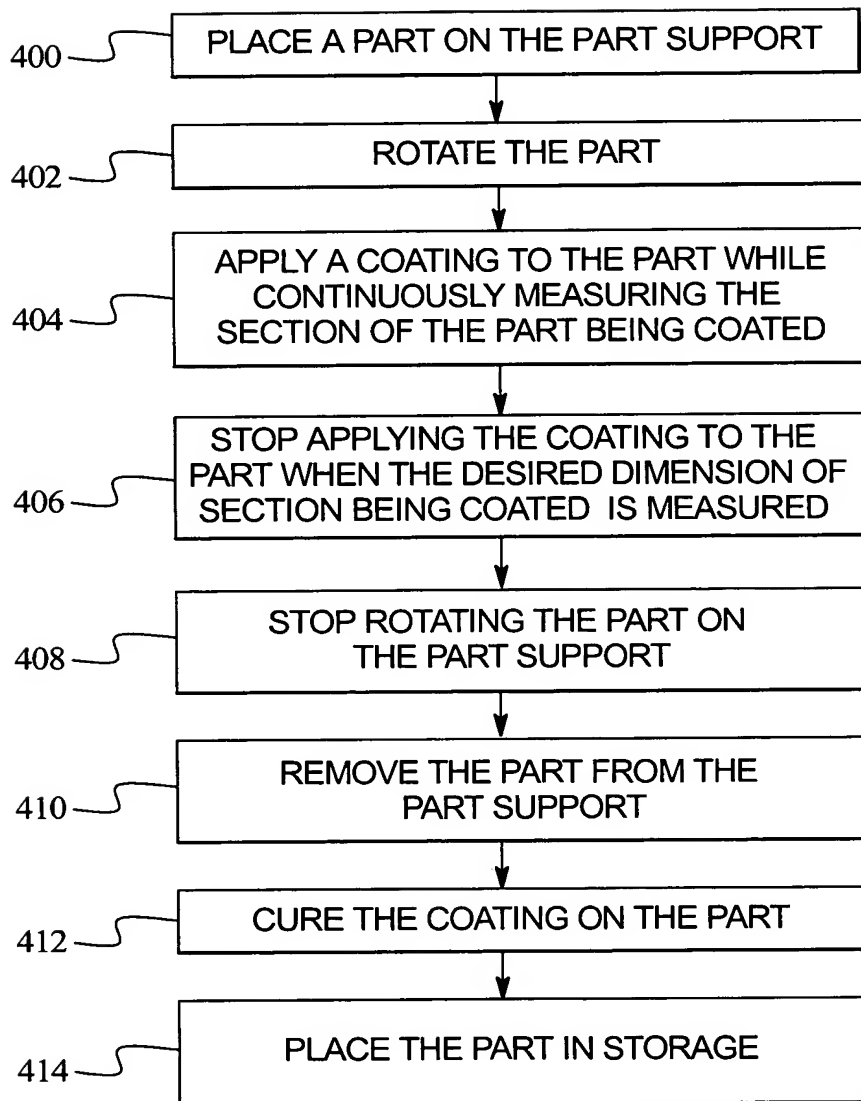 400
PLACE A PART ON THE PART SUPPORT
402
ROTATE THE PART
404
APPLY A COATING TO THE PART WHILE
CONTINUOUSLY MEASURING THE
SECTION OF THE PART BEING COATED
406
STOP APPLYING THE COATING TO THE
PART WHEN THE DESIRED DIMENSION OF
SECTION BEING COATED IS MEASURED
408
STOP ROTATING THE PART ON
THE PART SUPPORT
410
REMOVE THE PART FROM THE
PART SUPPORT
412
CURE THE COATING ON THE PART
414
PLACE THE PART IN STORAGE